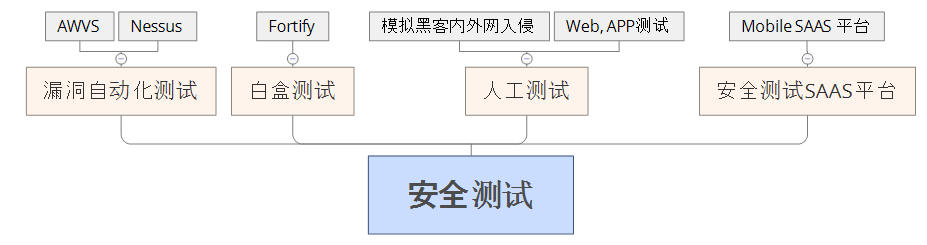 AWVS
Nessus
Fortify
模拟黑客内外网入侵
Web, APP测试
Mobile SAAS 平台
漏洞自动化测试
白盒测试
人工测试
安全测试SAAS平台
安全测试